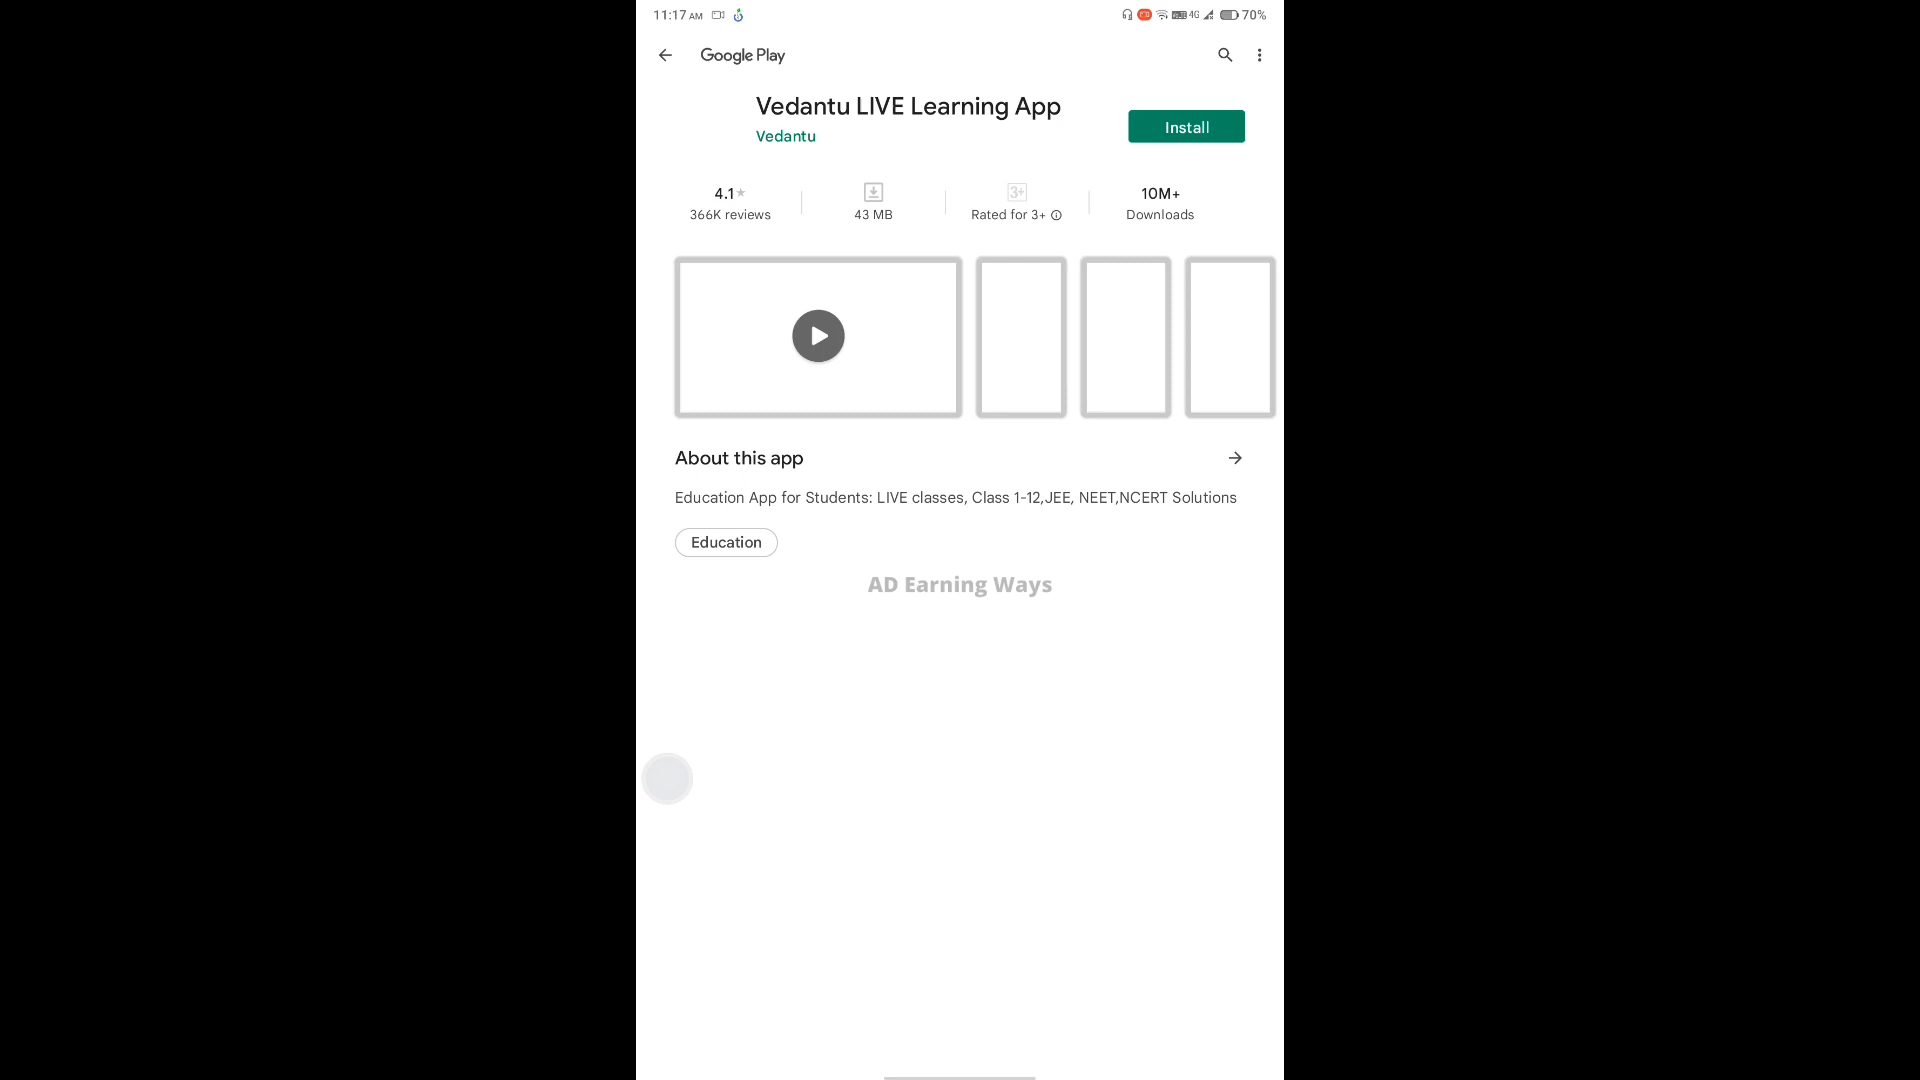 11:17 AM
4G 70%
Google Play
Vedantu LIVE Learning App
Vedantu
Install
4.1★
366K reviews
43 MB
3+
Rated for 3+
10M+
Downloads
About this app
Education App for Students: LIVE classes, Class 1-12,JEE, NEET,NCERT Solutions
Education
AD Earning Ways